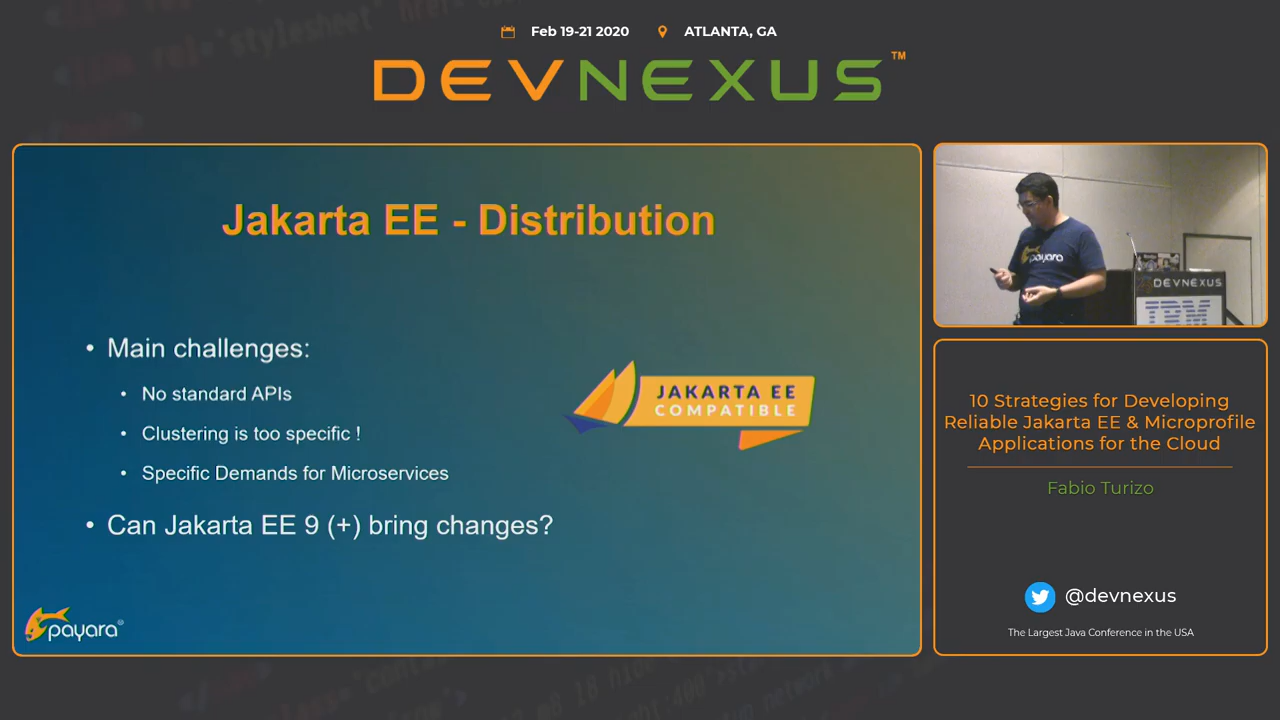 Feb 19-21 2020 ATLANTA, GA
DEVNEXUS™
Jakarta EE - Distribution
• Main challenges:
• No standard APIs
• Clustering is too specific !
• Specific Demands for Microservices
• Can Jakarta EE 9 (+) bring changes?
JAKARTA EE
COMPATIBLE
payara®
payara
DEVNEXUS
IBM
10 Strategies for Developing
Reliable Jakarta EE & Microprofile
Applications for the Cloud
Fabio Turizo
@devnexus
The Largest Java Conference in the USA